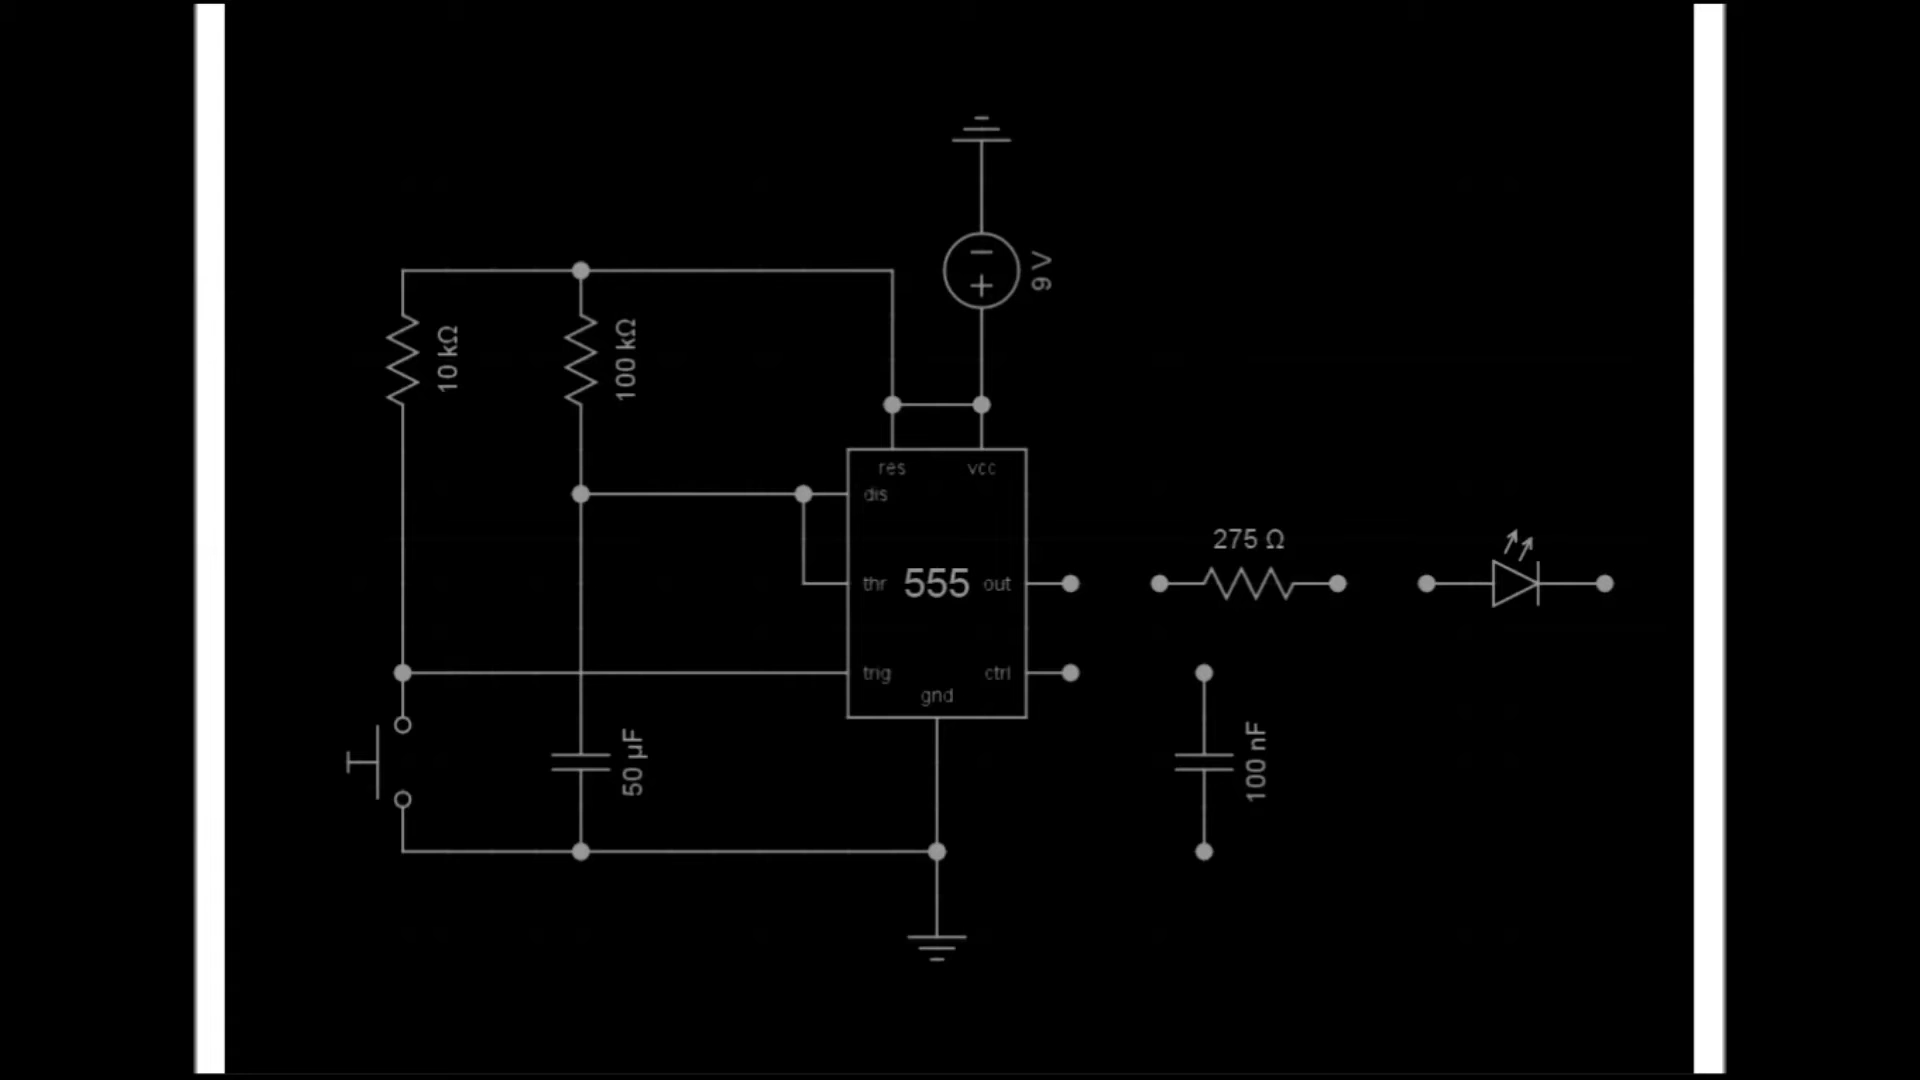 9 V
10 kΩ
100 kΩ
res
vcc
dis
275 Ω
thr
555
out
trig
ctrl
gnd
50 µF
100 nF